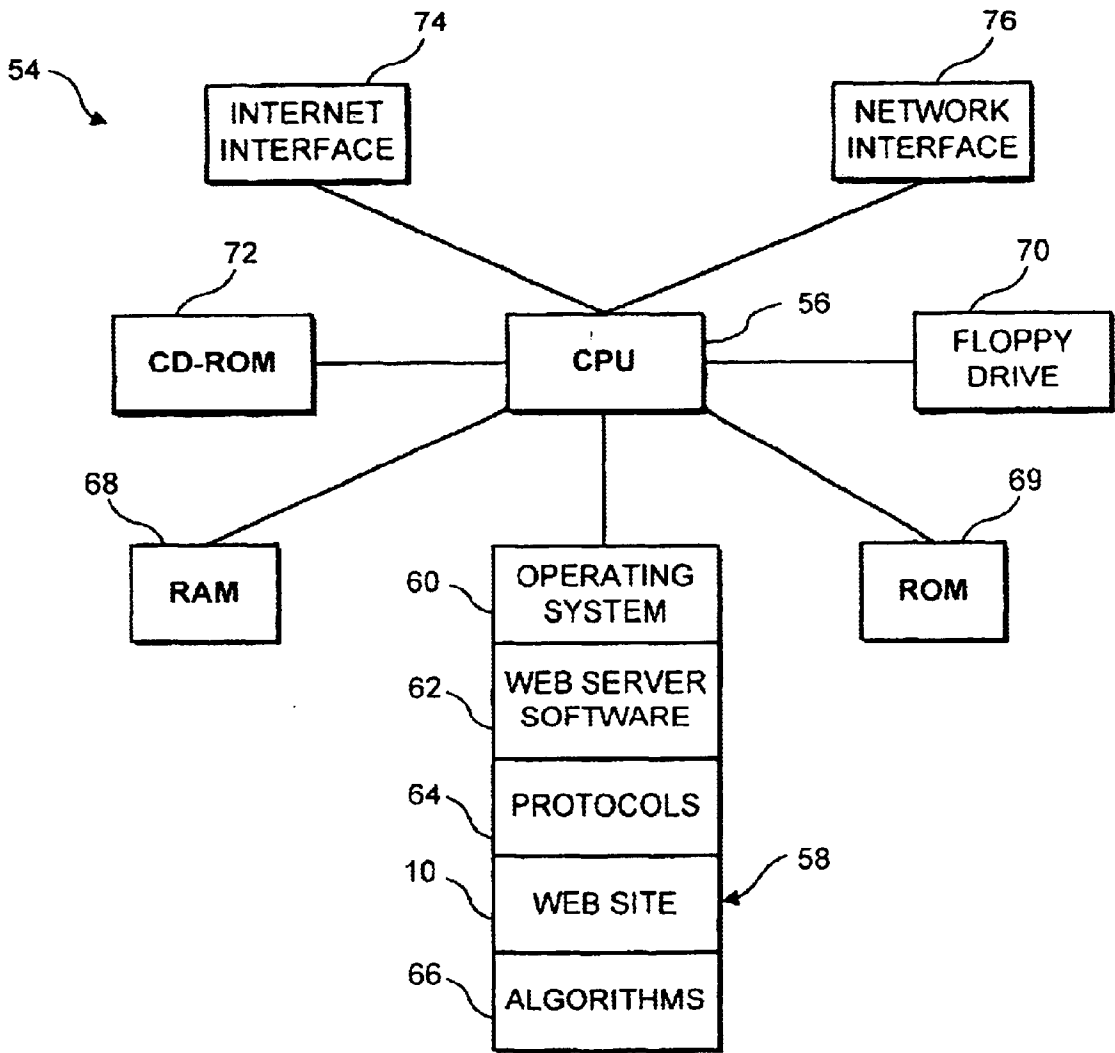 74
76
54
INTERNET
INTERFACE
NETWORK
INTERFACE
72
70
56
CD-ROM
CPU
FLOPPY
DRIVE
68
69
RAM
ROM
60
OPERATING
SYSTEM
62
WEB SERVER
SOFTWARE
64
PROTOCOLS
10
WEB SITE
58
66
ALGORITHMS